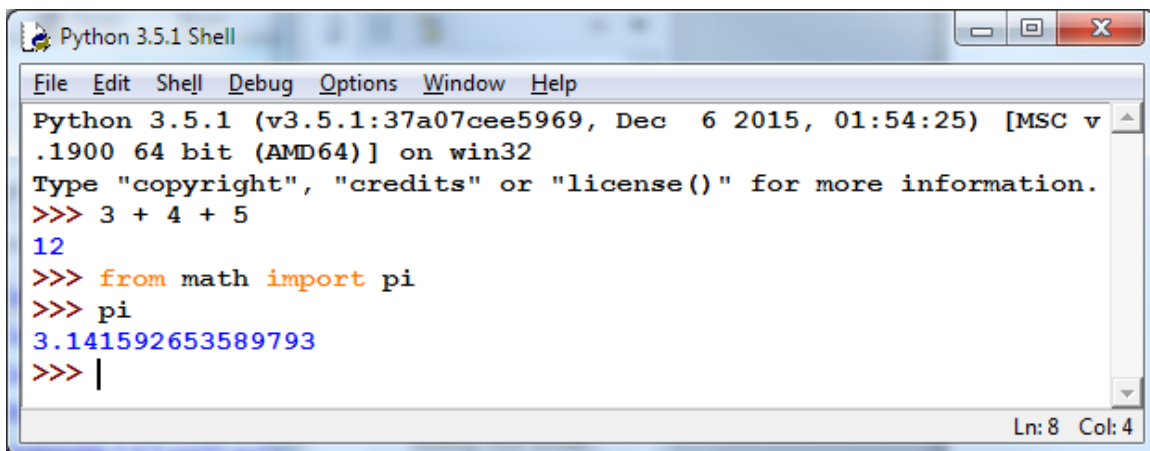 Python 3.5.1 Shell
File Edit Shell Debug Options Window Help
Python 3.5.1 (v3.5.1:37a07cee5969, Dec  6 2015, 01:54:25) [MSC v
.1900 64 bit (AMD64)] on win32
Type "copyright", "credits" or "license()" for more information.
>>> 3 + 4 + 5
12
>>> from math import pi
>>> pi
3.141592653589793
>>>
Ln: 8 Col: 4